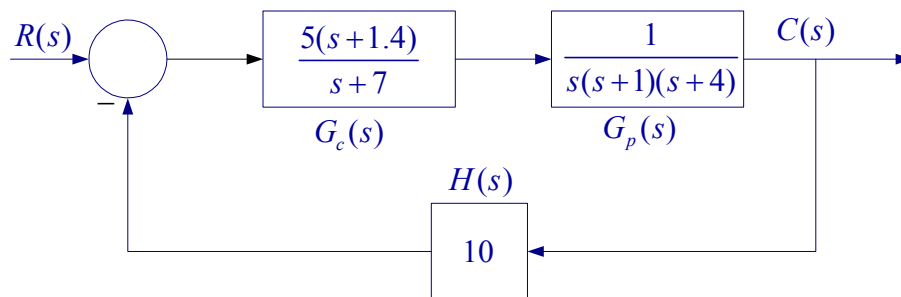 R(s)
5(s+1.4)
s+7
G_c(s)
1
s(s+1)(s+4)
G_p(s)
C(s)
−
H(s)
10